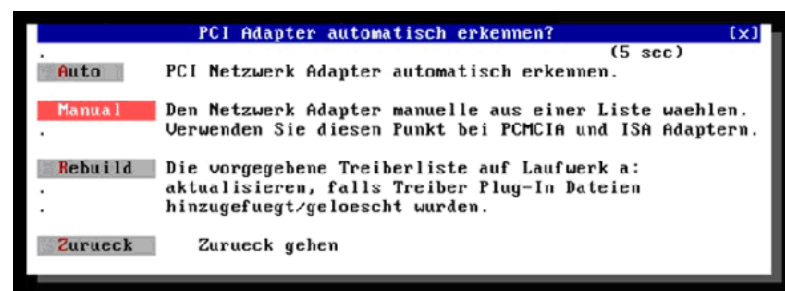 PCI Adapter automatisch erkennen? [x]
. (5 sec)
Auto PCI Netzwerk Adapter automatisch erkennen.
Manual Den Netzwerk Adapter manuelle aus einer Liste waehlen.
. Verwenden Sie diesen Punkt bei PCMCIA und ISA Adaptern.
Rebuild Die vorgegebene Treiberliste auf Laufwerk a:
. aktualisieren, falls Treiber Plug-In Dateien
. hinzugefuegt/geloescht wurden.
Zurueck Zurueck gehen